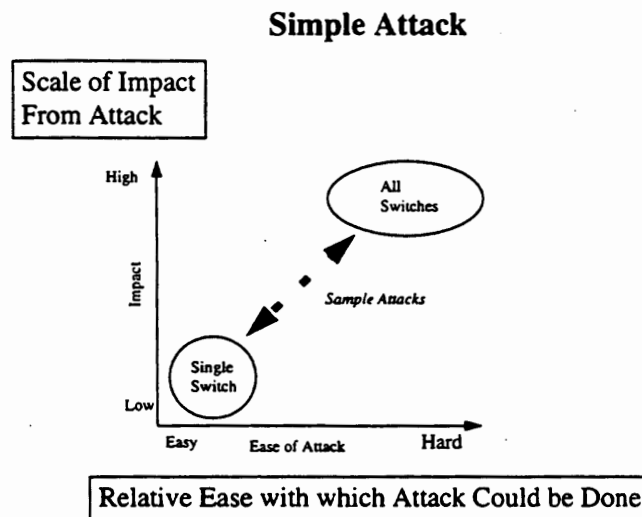 Simple Attack
Scale of Impact
From Attack
High
All
Switches
Impact
Sample Attacks
Single
Switch
Low
Easy
Ease of Attack
Hard
Relative Ease with which Attack Could be Done